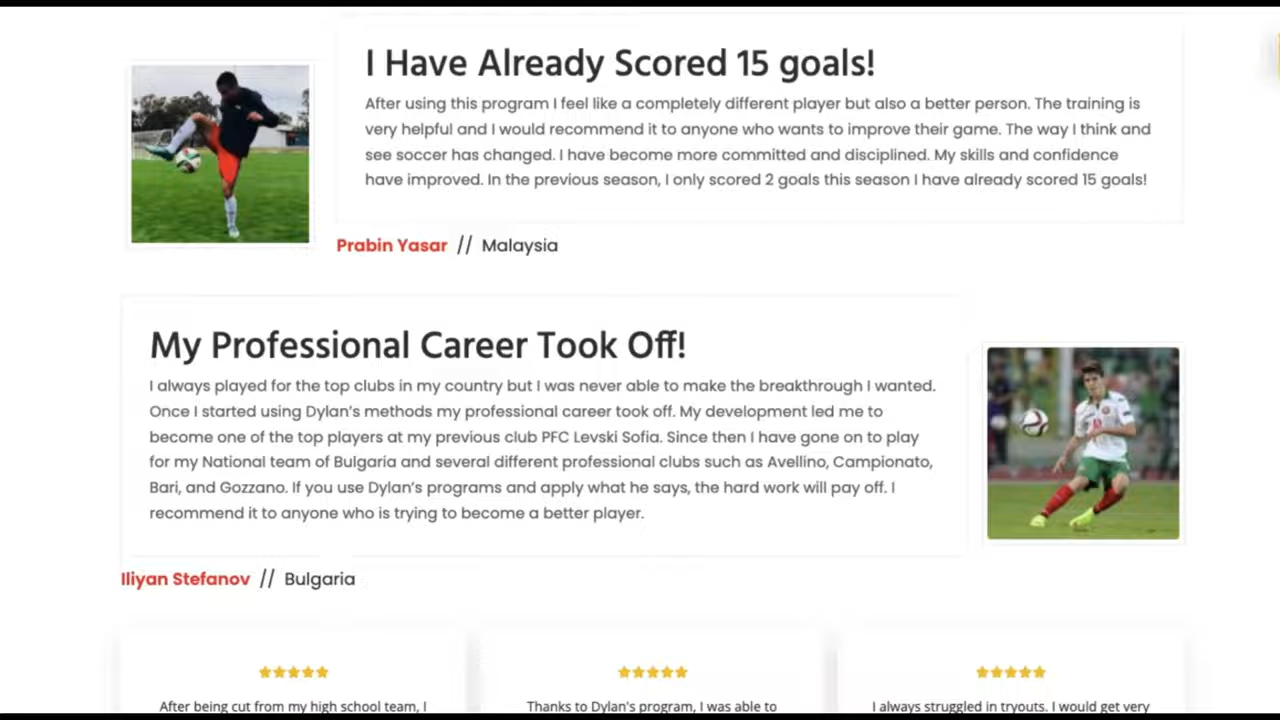 I Have Already Scored 15 goals!
After using this program I feel like a completely different player but also a better person. The training is
very helpful and I would recommend it to anyone who wants to improve their game. The way I think and
see soccer has changed. I have become more committed and disciplined. My skills and confidence
have improved. In the previous season, I only scored 2 goals this season I have already scored 15 goals!
Prabin Yasar // Malaysia
My Professional Career Took Off!
I always played for the top clubs in my country but I was never able to make the breakthrough I wanted.
Once I started using Dylan's methods my professional career took off. My development led me to
become one of the top players at my previous club PFC Levski Sofia. Since then I have gone on to play
for my National team of Bulgaria and several different professional clubs such as Avellino, Campionato,
Bari, and Gozzano. If you use Dylan's programs and apply what he says, the hard work will pay off. I
recommend it to anyone who is trying to become a better player.
Iliyan Stefanov // Bulgaria
After being cut from my high school team, I
Thanks to Dylan's program, I was able to
I always struggled in tryouts. I would get very